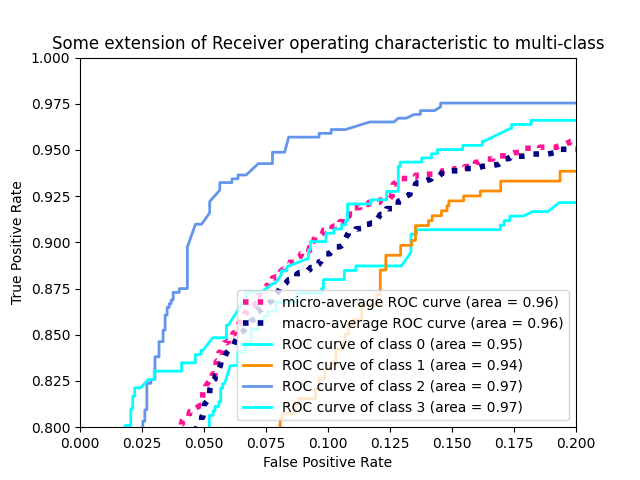 Some extension of Receiver operating characteristic to multi-class
True Positive Rate
1.000
0.975
0.950
0.925
0.900
0.875
0.850
0.825
0.800
micro-average ROC curve (area = 0.96)
macro-average ROC curve (area = 0.96)
ROC curve of class 0 (area = 0.95)
ROC curve of class 1 (area = 0.94)
ROC curve of class 2 (area = 0.97)
ROC curve of class 3 (area = 0.97)
0.000 0.025 0.050 0.075 0.100 0.125 0.150 0.175 0.200
False Positive Rate